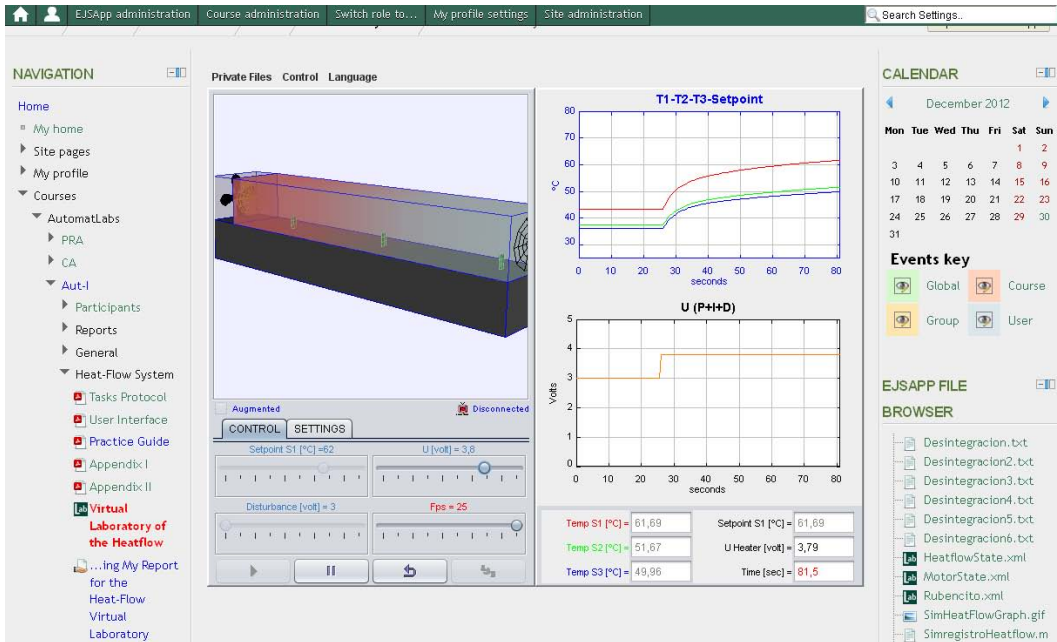 EJSApp administration
Course administration
Switch role to...
My profile settings
Site administration
Search Settings..
NAVIGATION
Home
My home
Site pages
My profile
Courses
AutomatLabs
PRA
CA
Aut-I
Participants
Reports
General
Heat-Flow System
Tasks Protocol
User Interface
Practice Guide
Appendix I
Appendix II
Virtual
Laboratory of
the Heatflow
...ing My Report
for the
Heat-Flow
Virtual
Laboratory
Private Files Control Language
Augmented
Disconnected
CONTROL SETTINGS
Setpoint S1 [ºC] =62
U [volt] = 3,8
Disturbance [volt] = 3
Fps = 25
T1-T2-T3-Setpoint
80
70
60
50
40
30
ºC
0 10 20 30 40 50 60 70 80
seconds
U (P+I+D)
5
4
3
2
1
0
Volts
0 10 20 30 40 50 60 70 80
seconds
Temp S1 [ºC] = 61,69
Setpoint S1 [ºC] = 61,69
Temp S2 [ºC] = 51,67
U Heater [volt] = 3,79
Temp S3 [ºC] = 49,96
Time [sec] = 81,5
CALENDAR
December 2012
Mon Tue Wed Thu Fri Sat Sun
1 2
3 4 5 6 7 8 9
10 11 12 13 14 15 16
17 18 19 20 21 22 23
24 25 26 27 28 29 30
31
Events key
Global Course
Group User
EJSAPP FILE
BROWSER
Desintegracion.txt
Desintegracion2.txt
Desintegracion3.txt
Desintegracion4.txt
Desintegracion5.txt
Desintegracion6.txt
HeatflowState.xml
MotorState.xml
Rubencito.xml
SimHeatFlowGraph.gif
SimregistroHeatflow.m